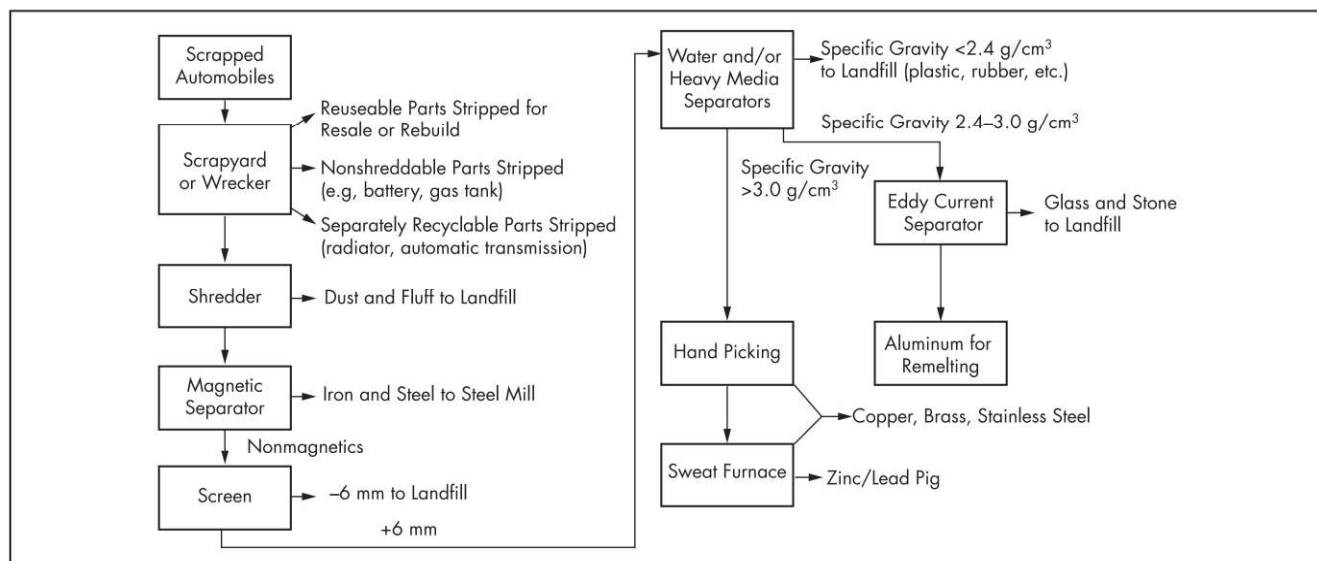 Scrapped
Automobiles
Reuseable Parts Stripped for
Resale or Rebuild
Scrapyard
or Wrecker
Nonshreddable Parts Stripped
(e.g, battery, gas tank)
Separately Recyclable Parts Stripped
(radiator, automatic transmission)
Shredder
Dust and Fluff to Landfill
Magnetic
Separator
Iron and Steel to Steel Mill
Nonmagnetics
Screen
–6 mm to Landfill
+6 mm
Water and/or
Heavy Media
Separators
Specific Gravity <2.4 g/cm³
to Landfill (plastic, rubber, etc.)
Specific Gravity 2.4–3.0 g/cm³
Specific Gravity
>3.0 g/cm³
Eddy Current
Separator
Glass and Stone
to Landfill
Hand Picking
Aluminum for
Remelting
Copper, Brass, Stainless Steel
Sweat Furnace
Zinc/Lead Pig